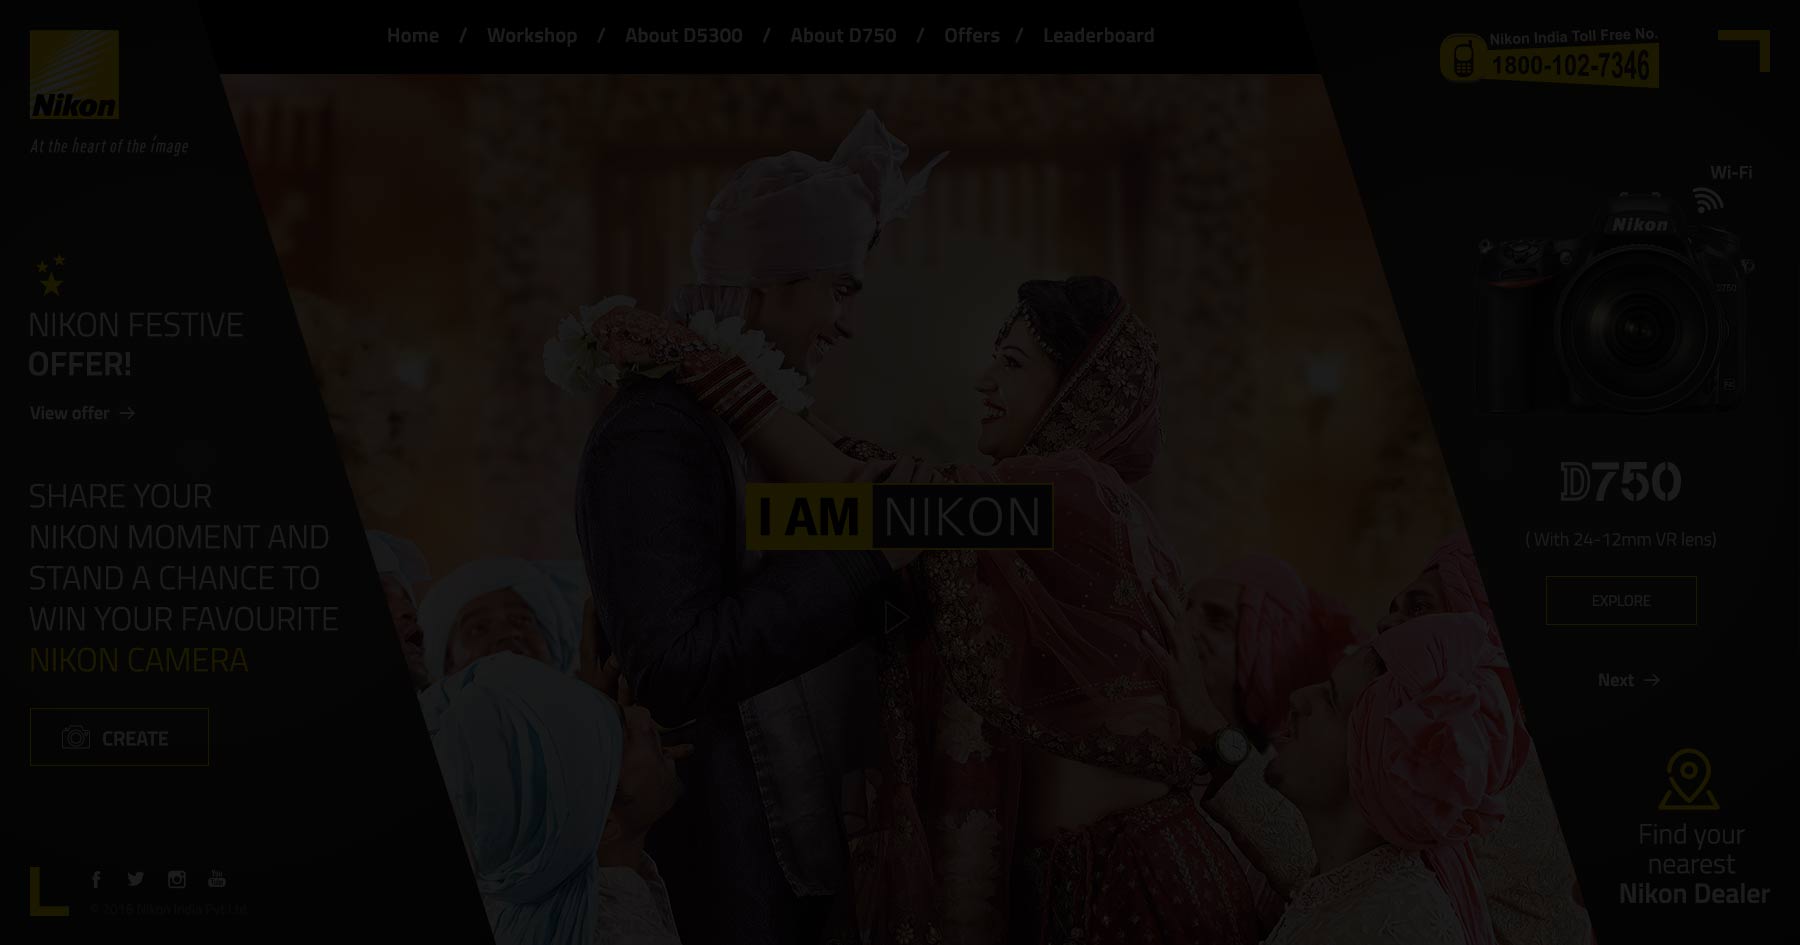 Home / Workshop / About D5300 / About D750 / Offers / Leaderboard
Nikon
At the heart of the image
Nikon India Toll Free No.
1800-102-7346
NIKON FESTIVE
OFFER!
View offer →
SHARE YOUR
NIKON MOMENT AND
STAND A CHANCE TO
WIN YOUR FAVOURITE
NIKON CAMERA
CREATE
I AM NIKON
Wi-Fi
Nikon
D750
D750
( With 24-12mm VR lens)
EXPLORE
Next →
Find your
nearest
Nikon Dealer
You
Tube
© 2016 Nikon India Pvt Ltd